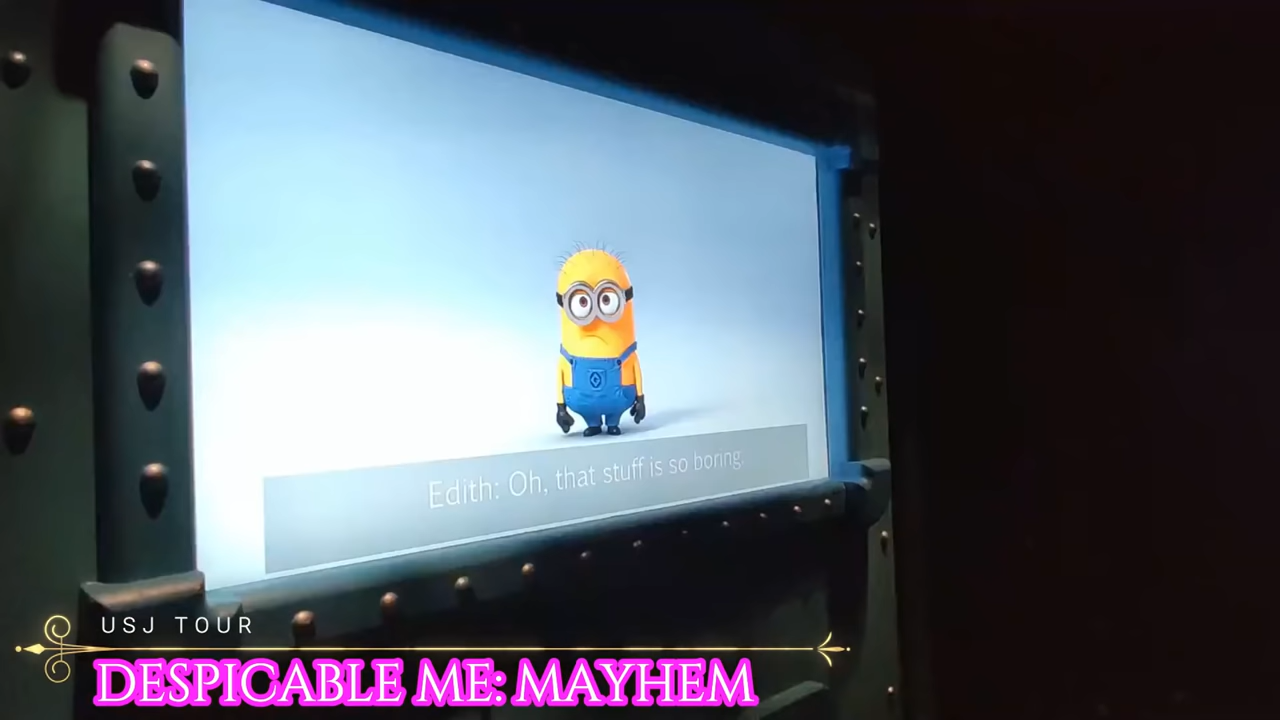 Edith: Oh, that stuff is so boring.
USJ TOUR
DESPICABLE ME: MAYHEM